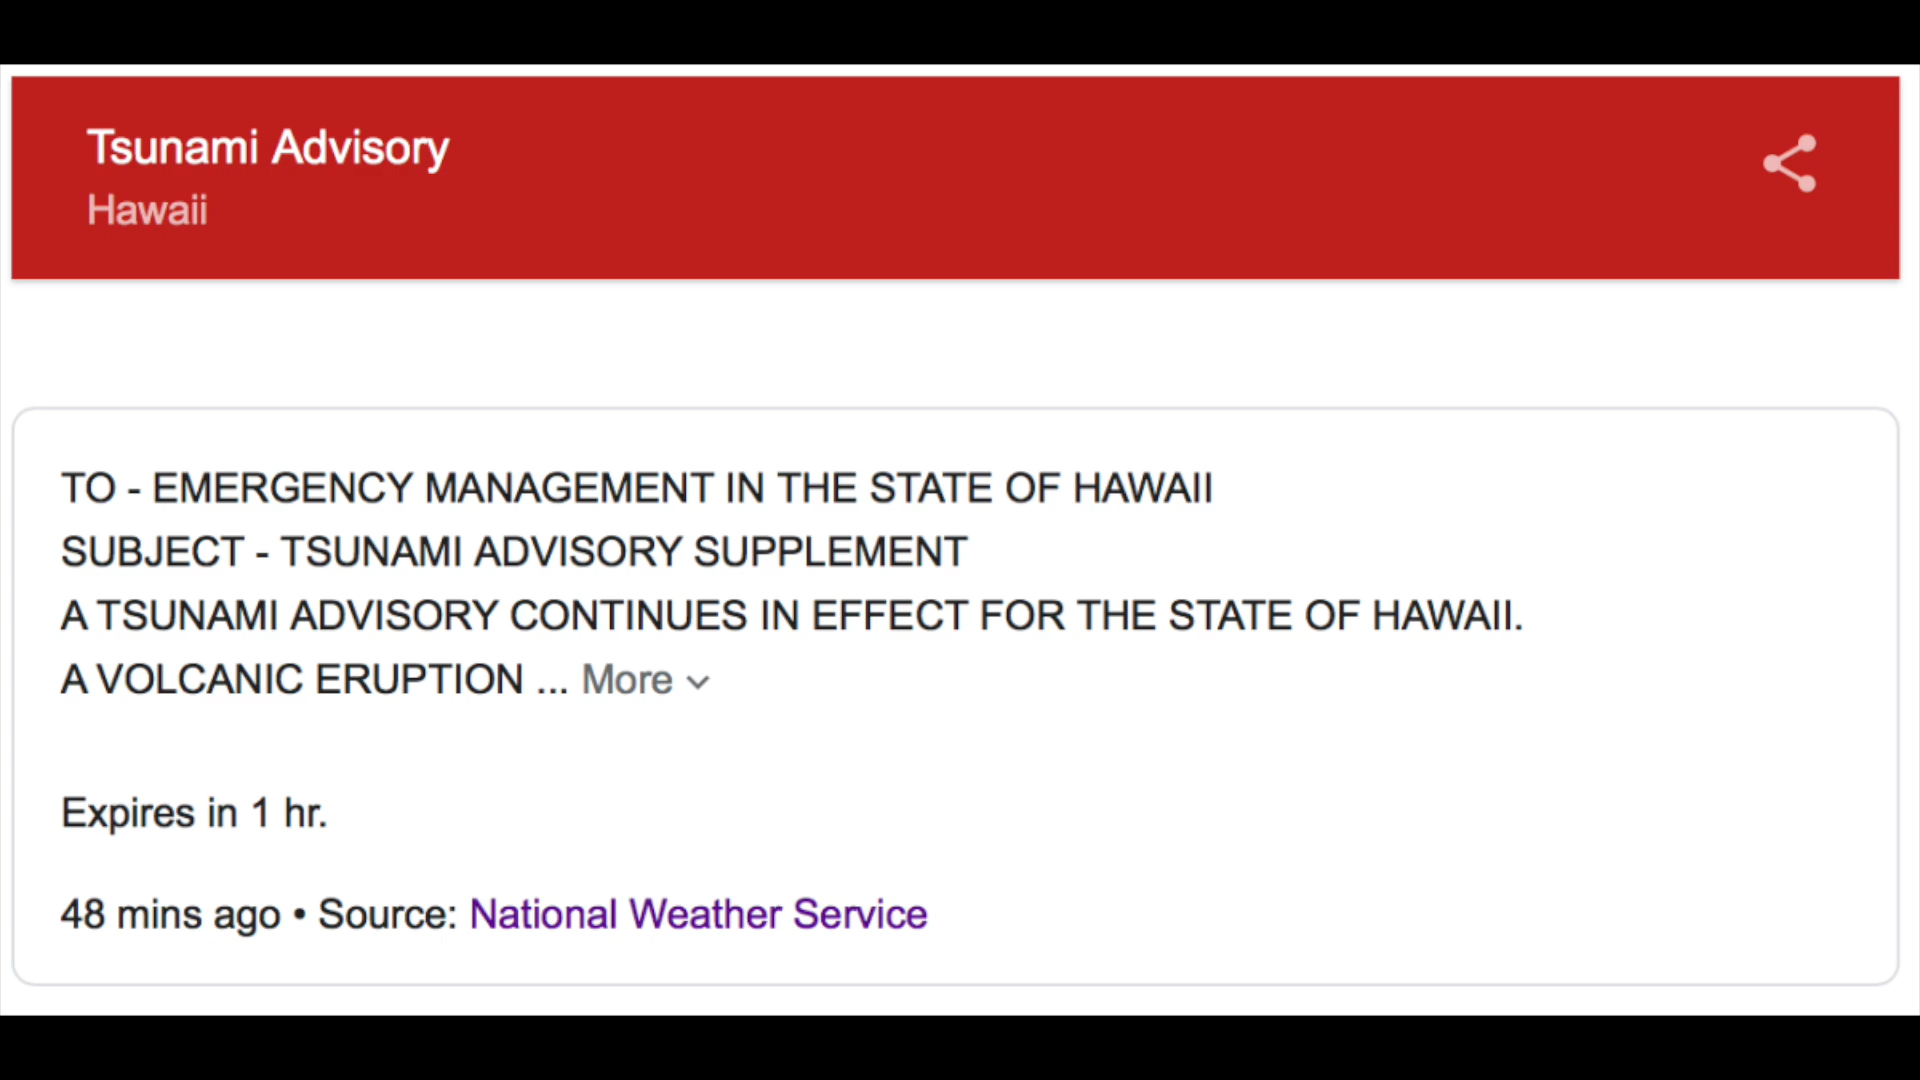 Tsunami Advisory
Hawaii
TO - EMERGENCY MANAGEMENT IN THE STATE OF HAWAII
SUBJECT - TSUNAMI ADVISORY SUPPLEMENT
A TSUNAMI ADVISORY CONTINUES IN EFFECT FOR THE STATE OF HAWAII.
A VOLCANIC ERUPTION ... More
Expires in 1 hr.
48 mins ago • Source: National Weather Service